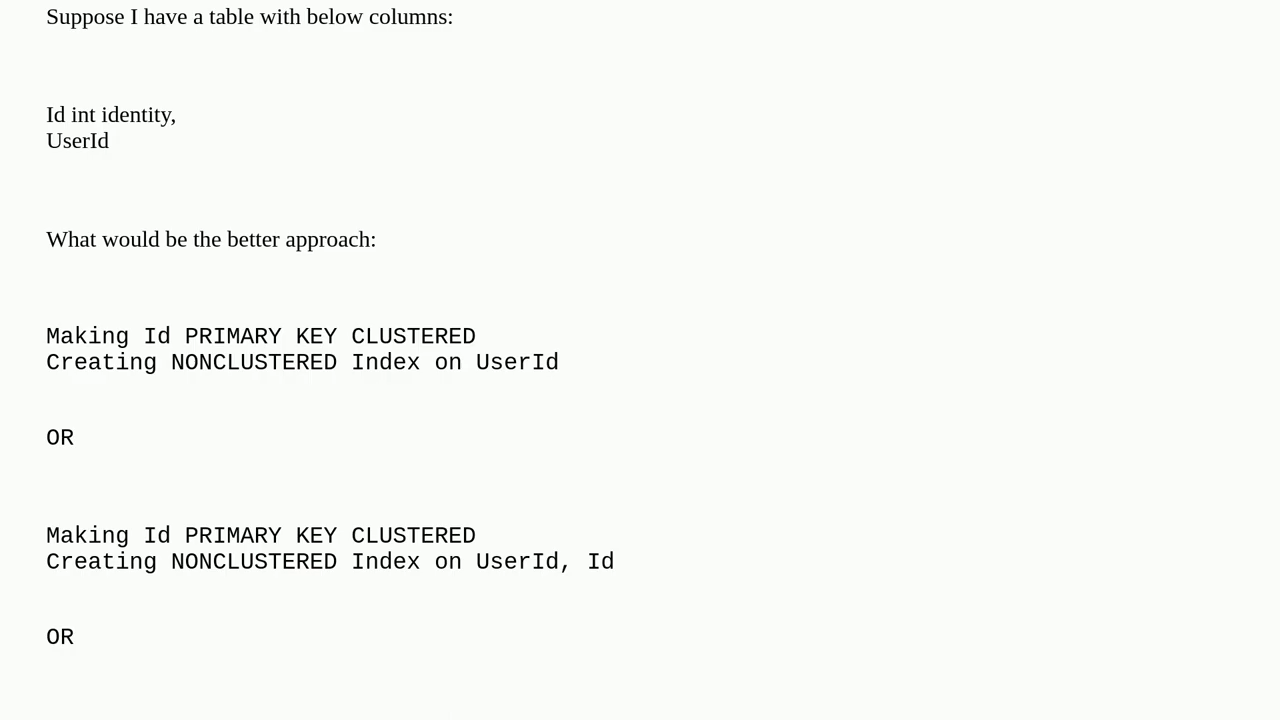 Suppose I have a table with below columns:
Id int identity,
UserId
What would be the better approach:
Making Id PRIMARY KEY CLUSTERED
Creating NONCLUSTERED Index on UserId
OR
Making Id PRIMARY KEY CLUSTERED
Creating NONCLUSTERED Index on UserId, Id
OR